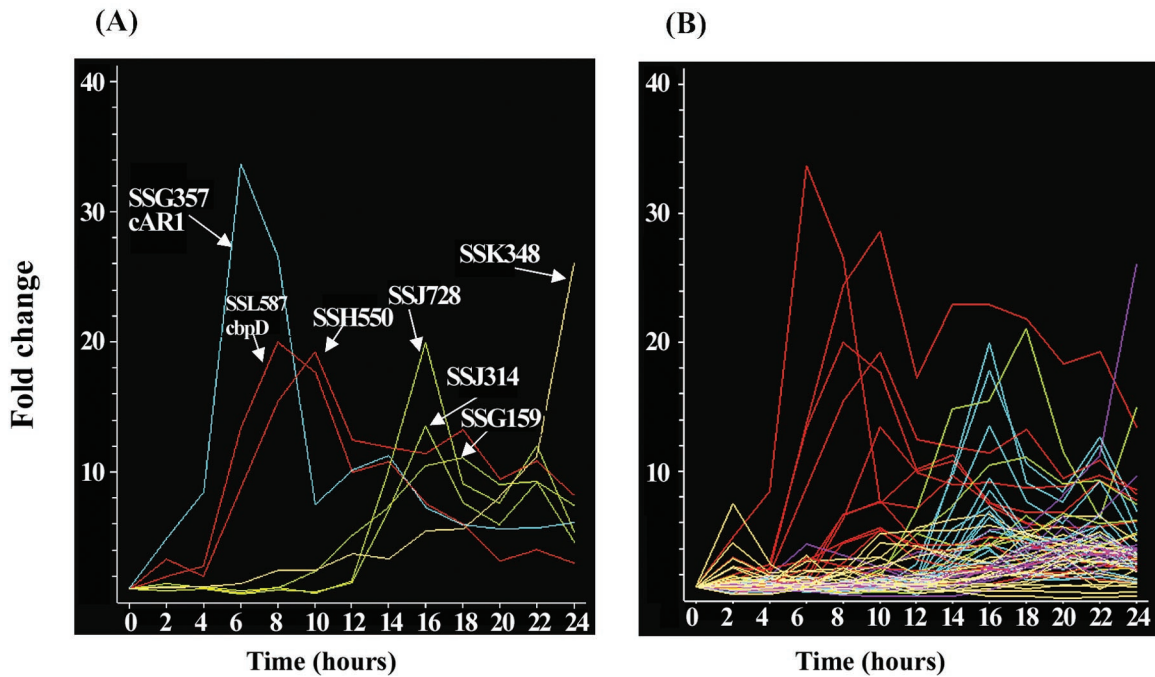 (A)
(B)
Fold change
40
30
20
10
SSG357
cAR1
SSL587
cbpD
SSH550
SSJ728
SSK348
SSJ314
SSG159
0 2 4 6 8 10 12 14 16 18 20 22 24
Time (hours)
40
30
20
10
0 2 4 6 8 10 12 14 16 18 20 22 24
Time (hours)